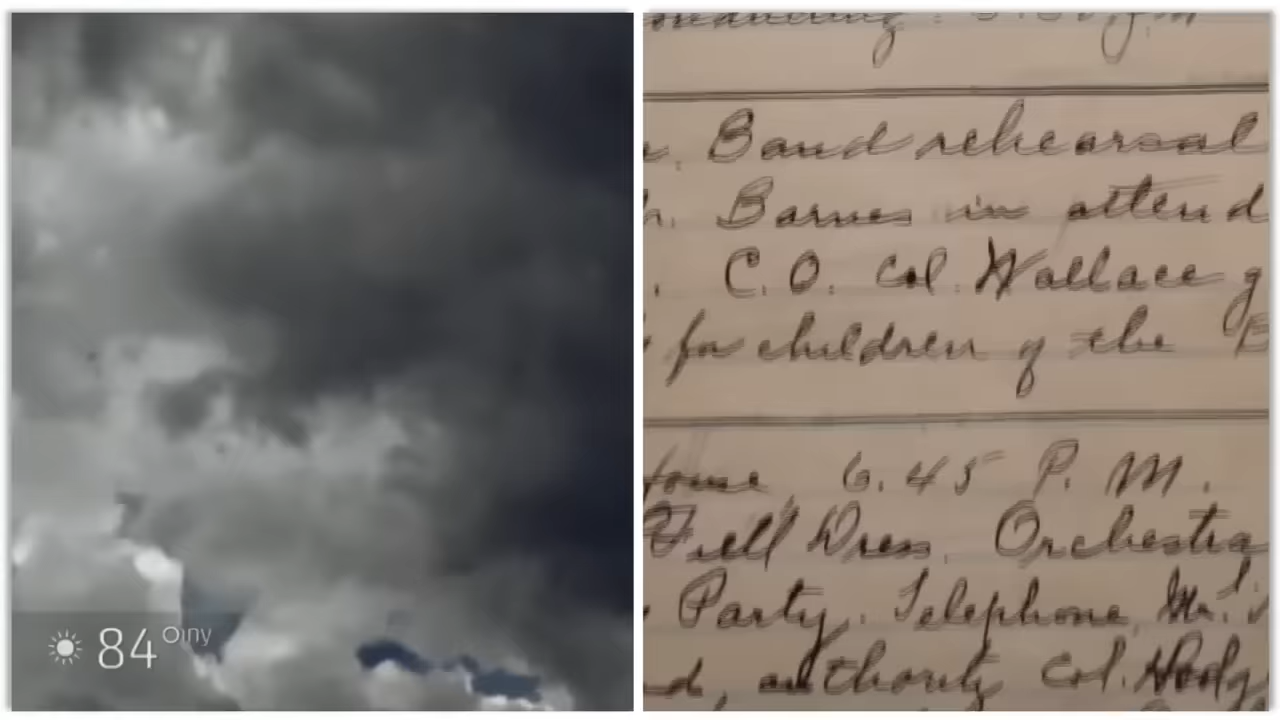 84
Band rehearsal
Barnes in attend
C.O. Col. Wallace
for children of the B
6.45 P. M.
Full Dress. Orchestra
Party. Telephone Mr.
authority Col. Hodg